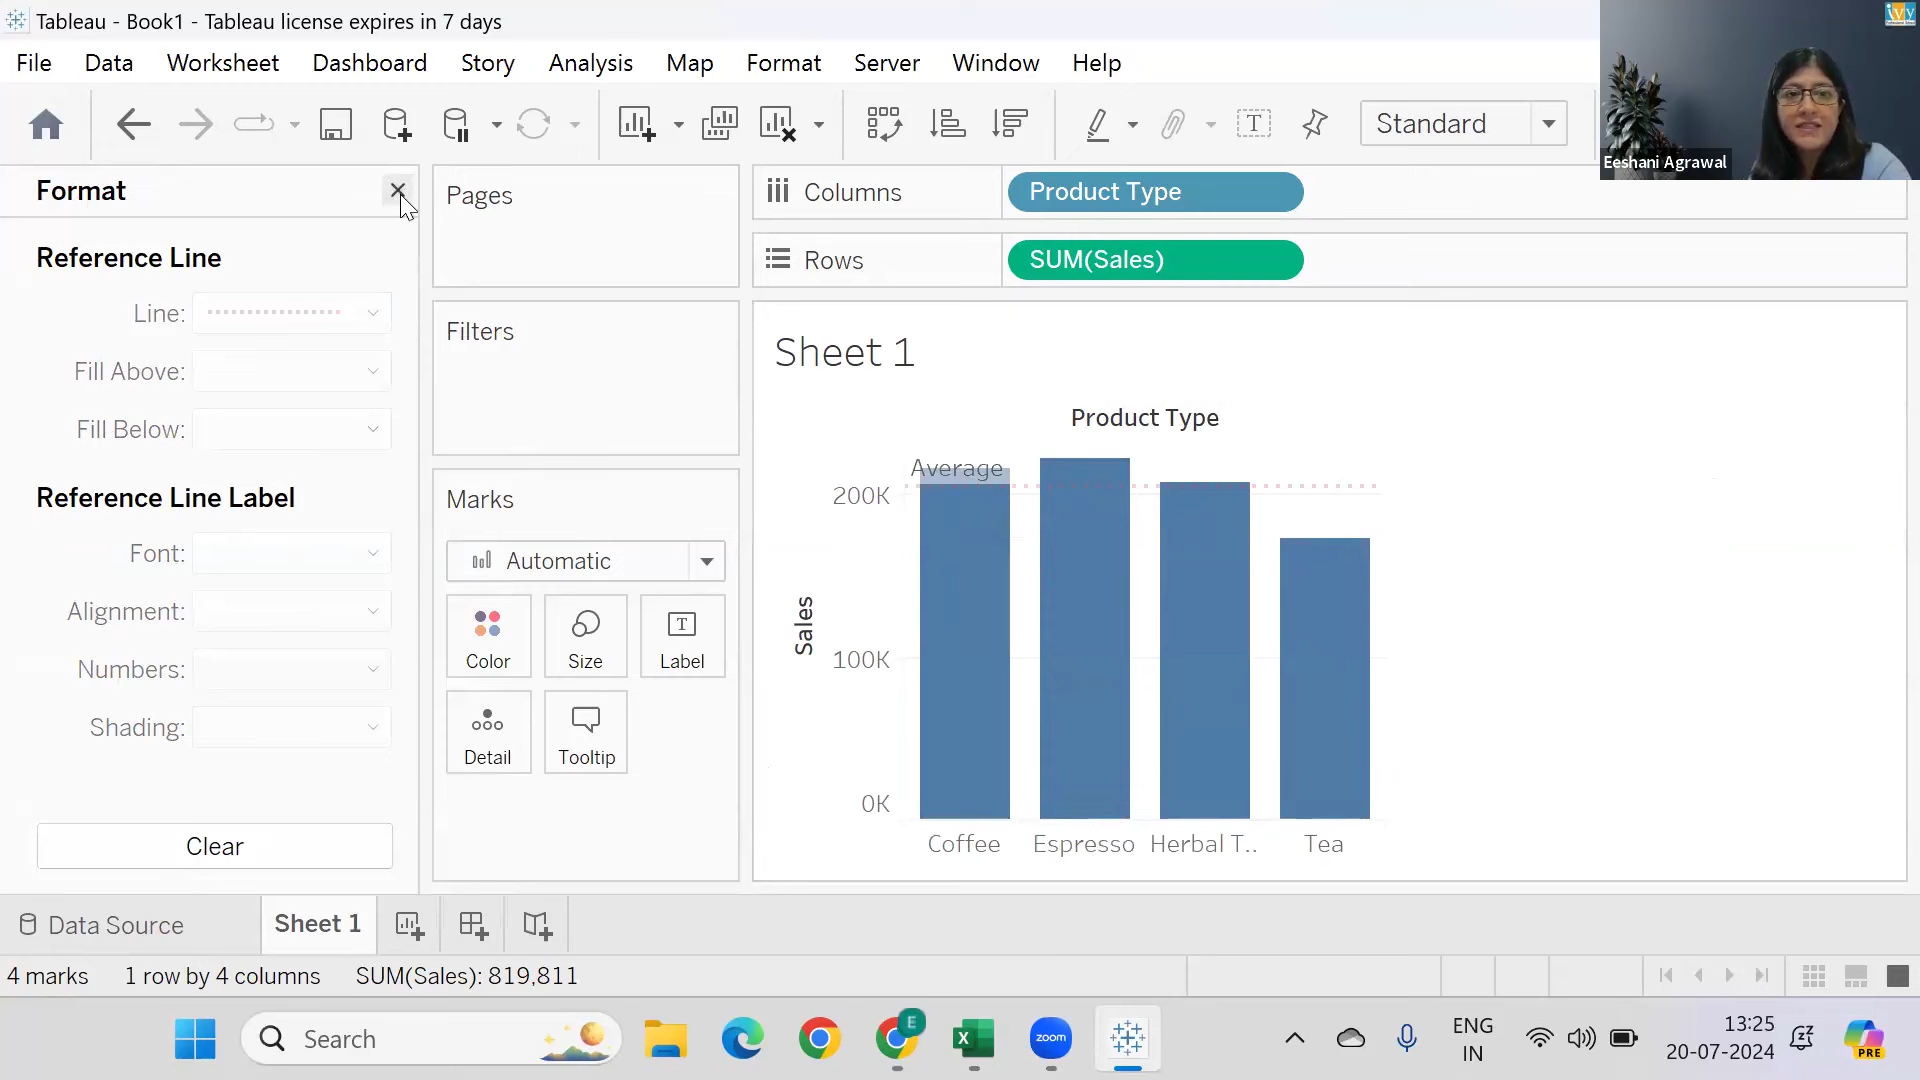 Tableau - Book1 - Tableau license expires in 7 days
ivy
File Data Worksheet Dashboard Story Analysis Map Format Server Window Help
Standard
Eeshani Agrawal
Format
Pages
Columns
Product Type
Reference Line
Rows
SUM(Sales)
Line:
Filters
Sheet 1
Fill Above:
Product Type
Fill Below:
Average
Reference Line Label
Marks
200K
Font:
Automatic
Alignment:
Sales
Color Size Label
100K
Numbers:
Shading:
Detail Tooltip
0K
Clear
Coffee Espresso Herbal T.. Tea
Data Source
Sheet 1
4 marks 1 row by 4 columns SUM(Sales): 819,811
Search
E
zoom
ENG
IN
13:25
20-07-2024
PRE